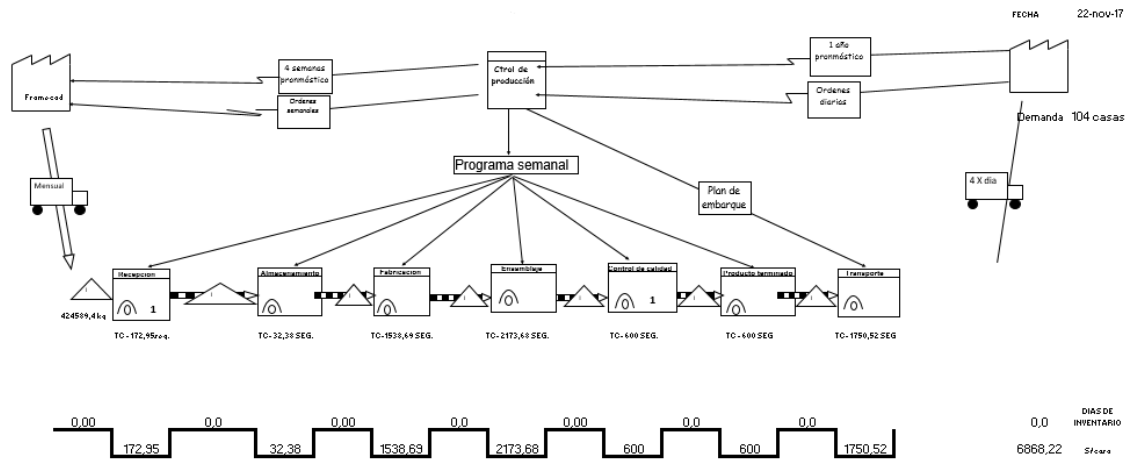 FECHA 22-nov-17
4 semanas
pronmóstico
Ctrol de
producción
1 año
pronmóstico
Framecad
Ordenes
semanales
Ordenes
diarias
Demanda 104 casas
Programa semanal
Mensual
Plan de
embarque
4 X dia
Recepcion
Almacenamiento
Fabricacion
Ensamblaje
Control de calidad
Producto terminado
Transporte
I
I
I
I
I
I
I
1
1
424589,4 kg
TC-172,95seg.
TC-32,38 SEG.
TC-1538,69 SEG.
TC-2173,68 SEG.
TC-600 SEG.
TC-600 SEG
TC-1750,52 SEG
0,00 0,0 0,00 0,0 0,00 0,0 0,0 0,0 DIAS DE
INVENTARIO
172,95 32,38 1538,69 2173,68 600 600 1750,52 6868,22 S/casa